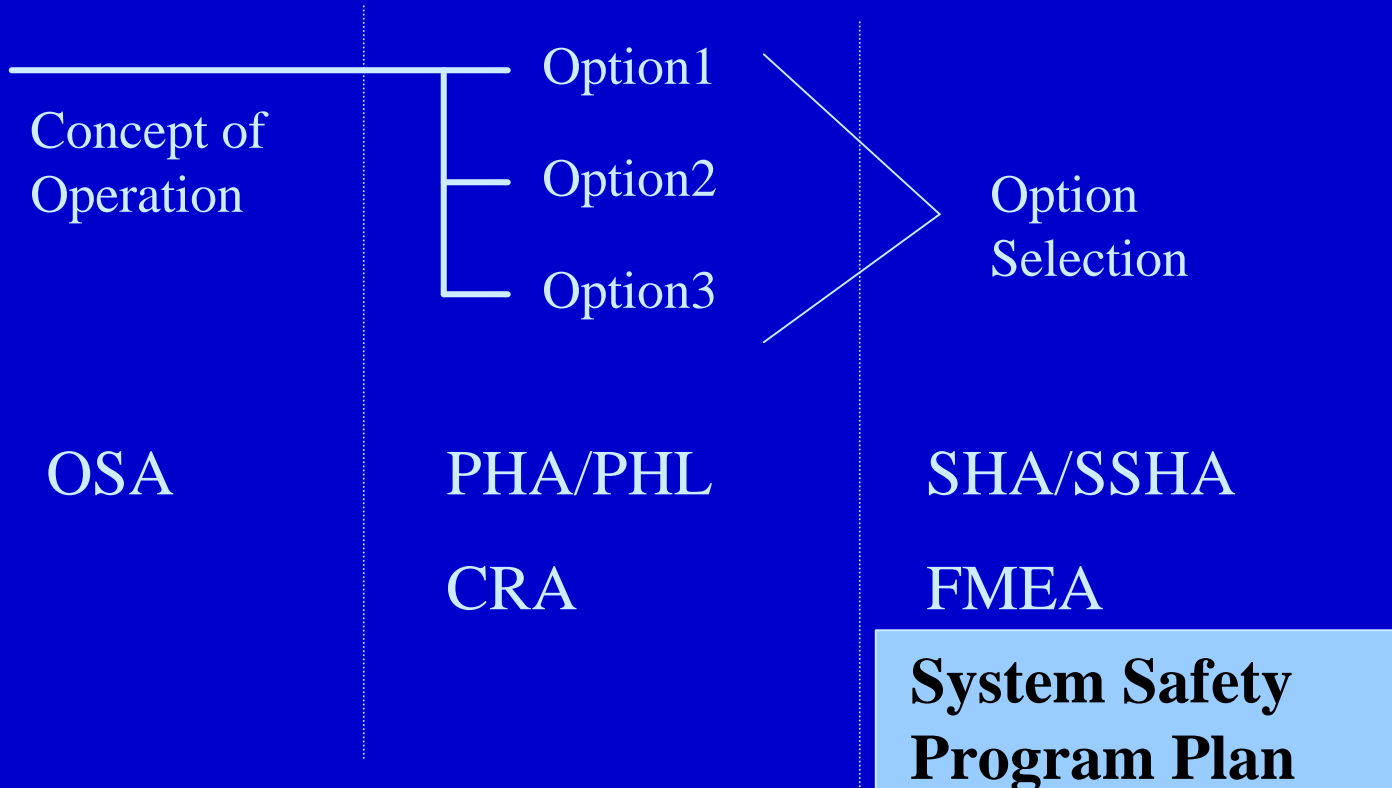 Concept of
Operation
Option1
Option2
Option3
Option
Selection
OSA
PHA/PHL
SHA/SSHA
CRA
FMEA
System Safety
Program Plan